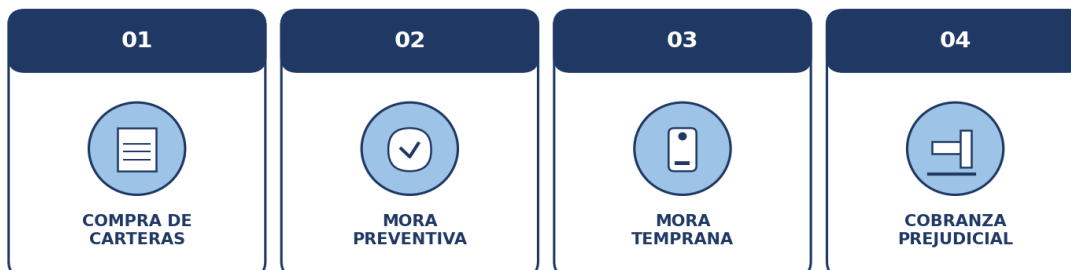 01
COMPRA DE
CARTERAS
02
MORA
PREVENTIVA
03
MORA
TEMPRANA
04
COBRANZA
PREJUDICIAL